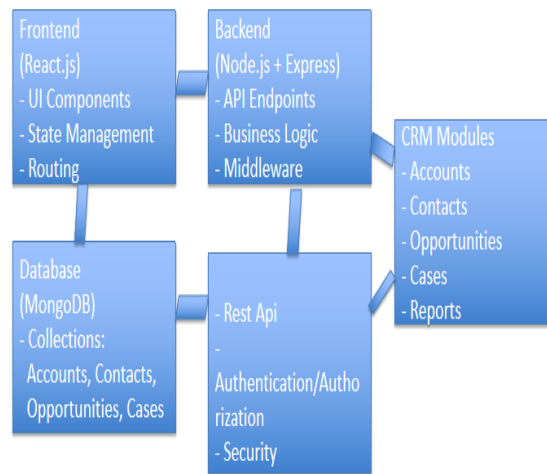 Frontend
(React.js)
- UI Components
- State Management
- Routing
Backend
(Node.js + Express)
- API Endpoints
- Business Logic
- Middleware
CRM Modules
- Accounts
- Contacts
- Opportunities
- Cases
- Reports
Database
(MongoDB)
- Collections:
Accounts, Contacts,
Opportunities, Cases
- Rest Api
-
Authentication/Autho
rization
- Security